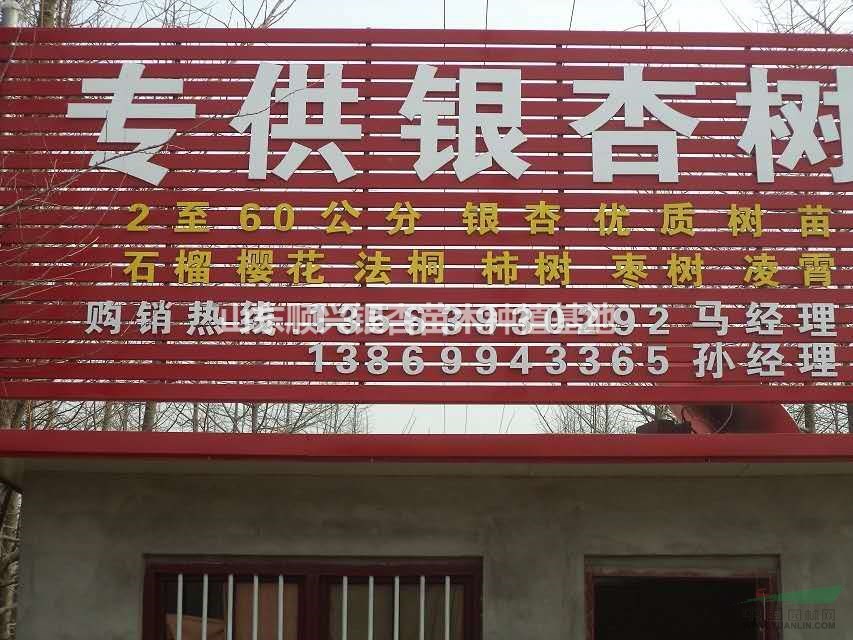 专供银杏树
2至60公分 银杏优质树苗
石榴 樱花 法桐 柿树 枣树 凌霄
购销热线 13563930292 马经理
13869943365 孙经理